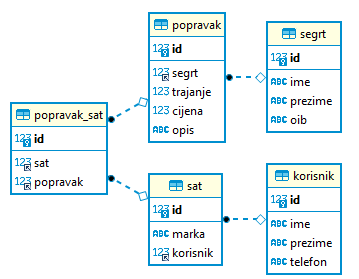 popravak
123 id
123 segrt
123 trajanje
123 cijena
ABC opis
segrt
123 id
ABC ime
ABC prezime
ABC oib
popravak_sat
123 id
123 sat
123 popravak
sat
123 id
ABC marka
123 korisnik
korisnik
123 id
ABC ime
ABC prezime
ABC telefon